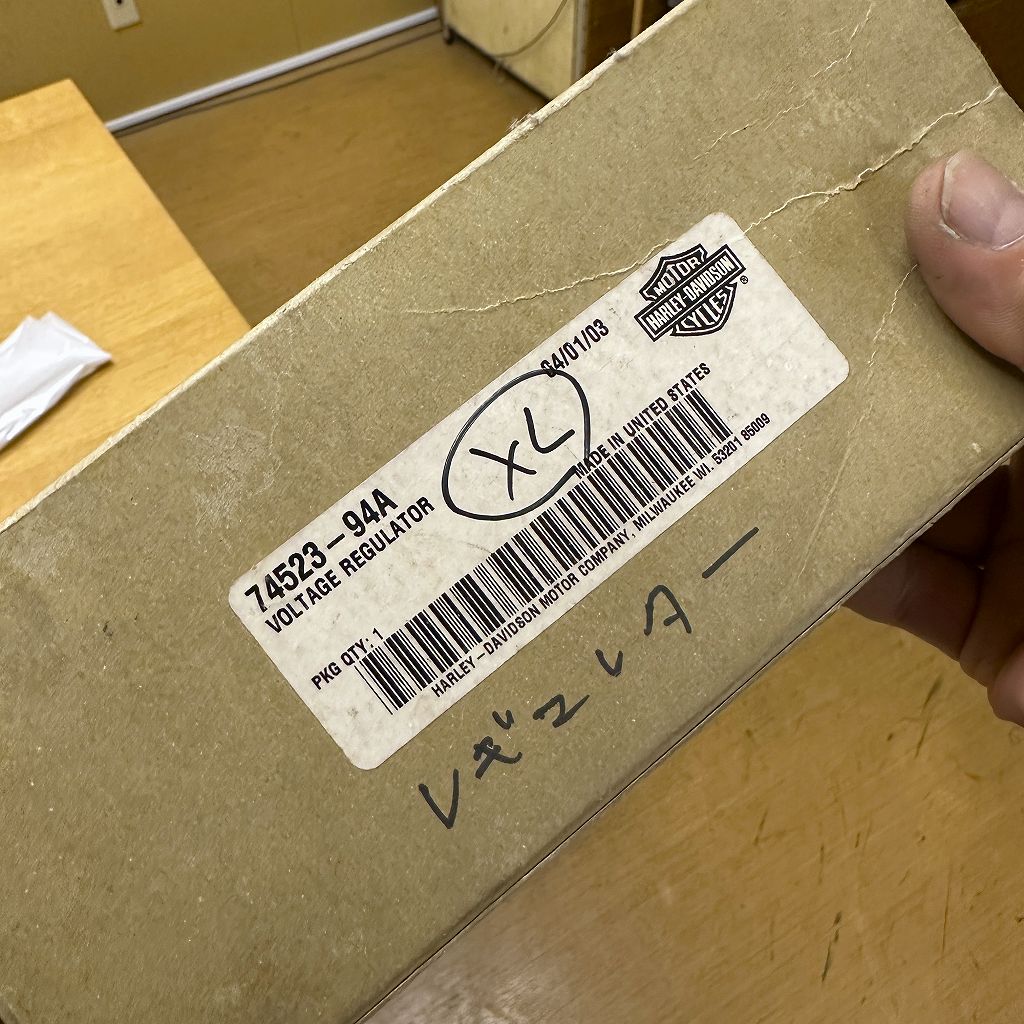 MOTOR
HARLEY-DAVIDSON
CYCLES
®
04/01/03
XL
74523-94A
VOLTAGE REGULATOR
MADE IN UNITED STATES
PKG QTY: 1
HARLEY-DAVIDSON MOTOR COMPANY, MILWAUKEE WI. 53201 85009
レギュレター